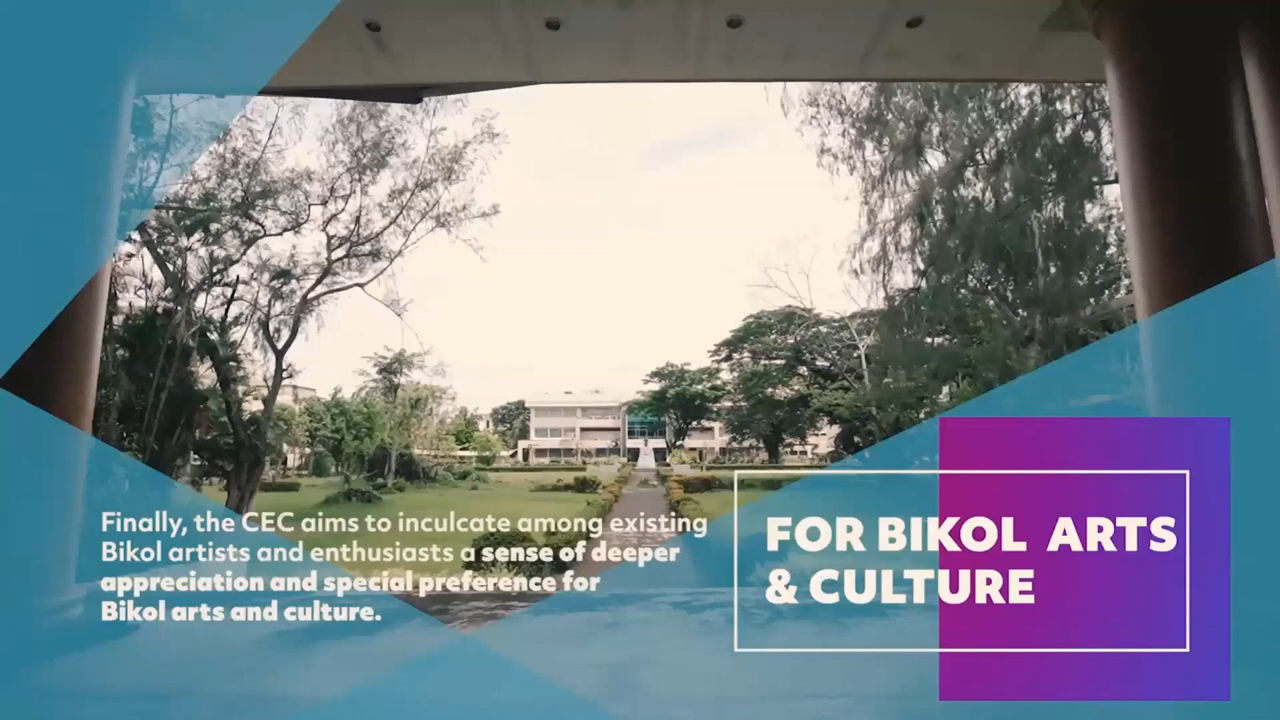 Finally, the CEC aims to inculcate among existing
Bikol artists and enthusiasts a sense of deeper
appreciation and special preference for
Bikol arts and culture.
FOR BIKOL ARTS
& CULTURE